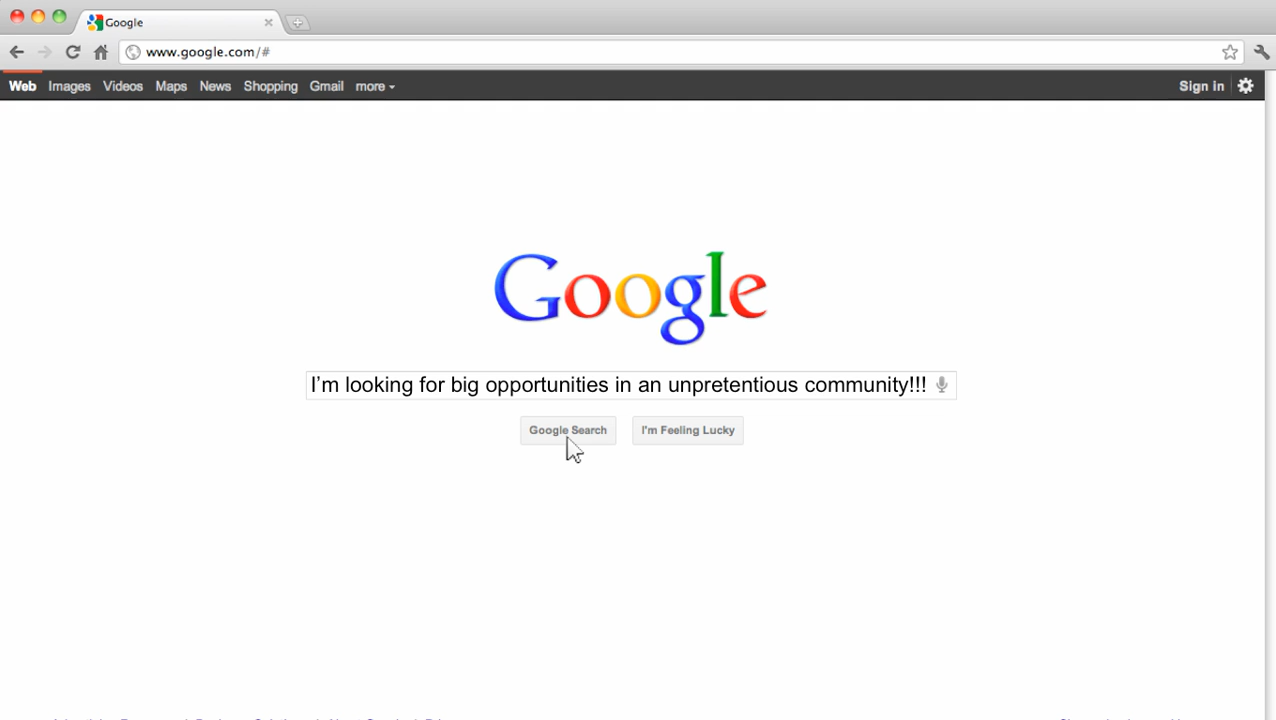 Google
www.google.com/#
Web Images Videos Maps News Shopping Gmail more Sign in
Google
I’m looking for big opportunities in an unpretentious community!!!
Google Search I'm Feeling Lucky